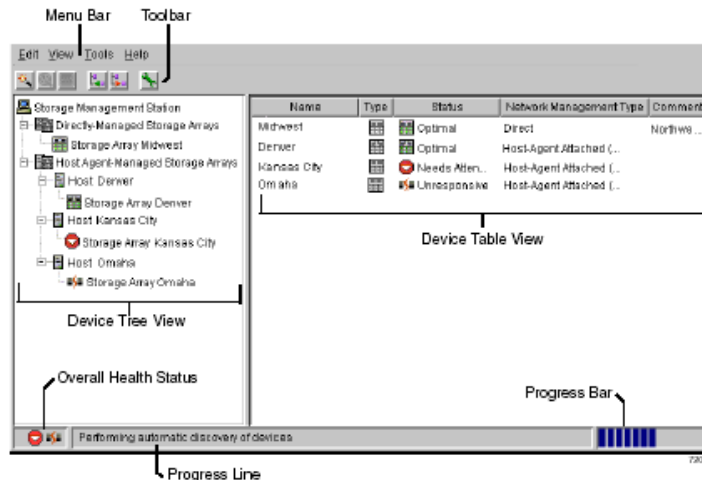 Menu Bar
Toolbar
Edit View Tools Help
Storage Management Station
Directly-Managed Storage Arrays
Storage Array Midwest
Host Agent-Managed Storage Arrays
Host Denver
Storage Array Denver
Host Kansas City
Storage Array Kansas City
Host Omaha
Storage Array Omaha
Device Tree View
Name Type Status Network Management Type Comment
Midwest Optimal Direct Northwe...
Denver Optimal Host-Agent Attached (...
Kansas City Needs Atten... Host-Agent Attached (...
Omaha Unresponsive Host-Agent Attached (...
Device Table View
Overall Health Status
Progress Bar
Performing automatic discovery of devices
Progress Line